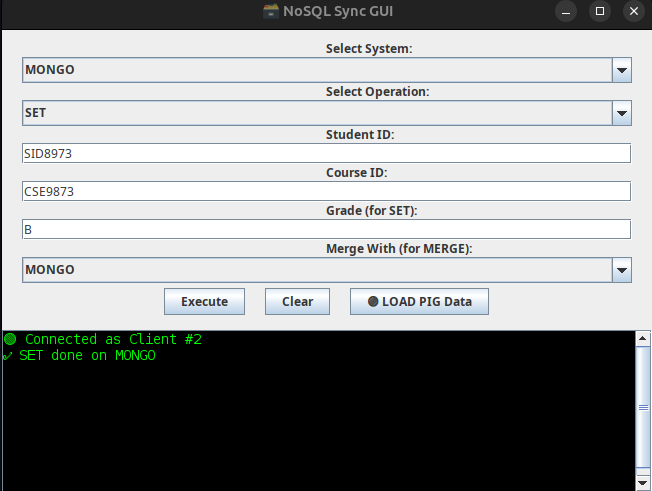 NoSQL Sync GUI
Select System:
MONGO
Select Operation:
SET
Student ID:
SID8973
Course ID:
CSE9873
Grade (for SET):
B
Merge With (for MERGE):
MONGO
Execute Clear LOAD PIG Data
Connected as Client #2
✔ SET done on MONGO